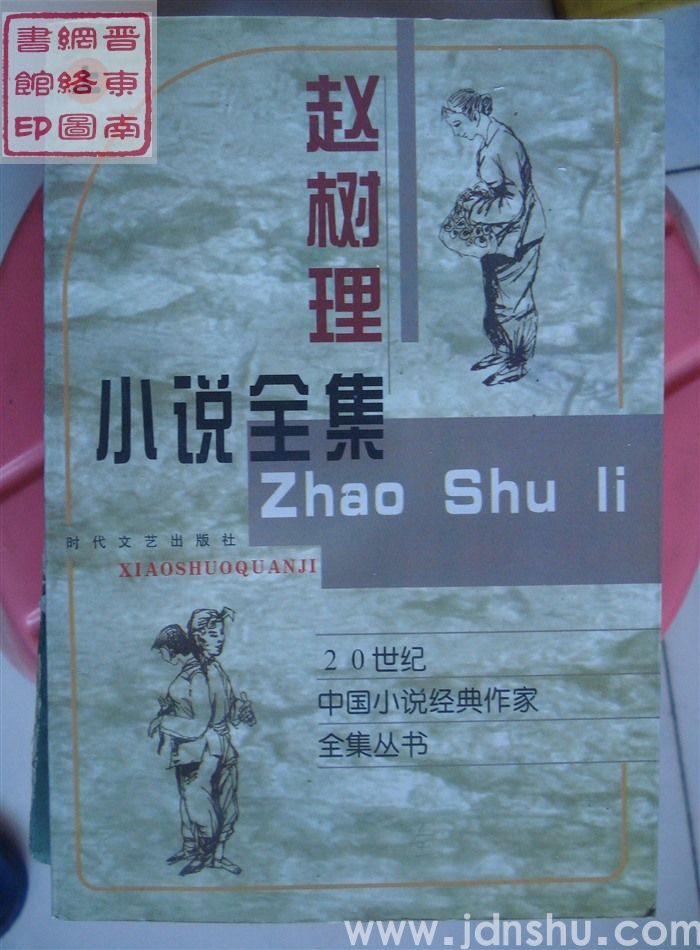 晋东南
網絡圖
書館印
赵树理
小说全集
Zhao Shu li
时代文艺出版社
XIAOSHUOQUANJI
20世纪
中国小说经典作家
全集丛书
www.jdnshu.com